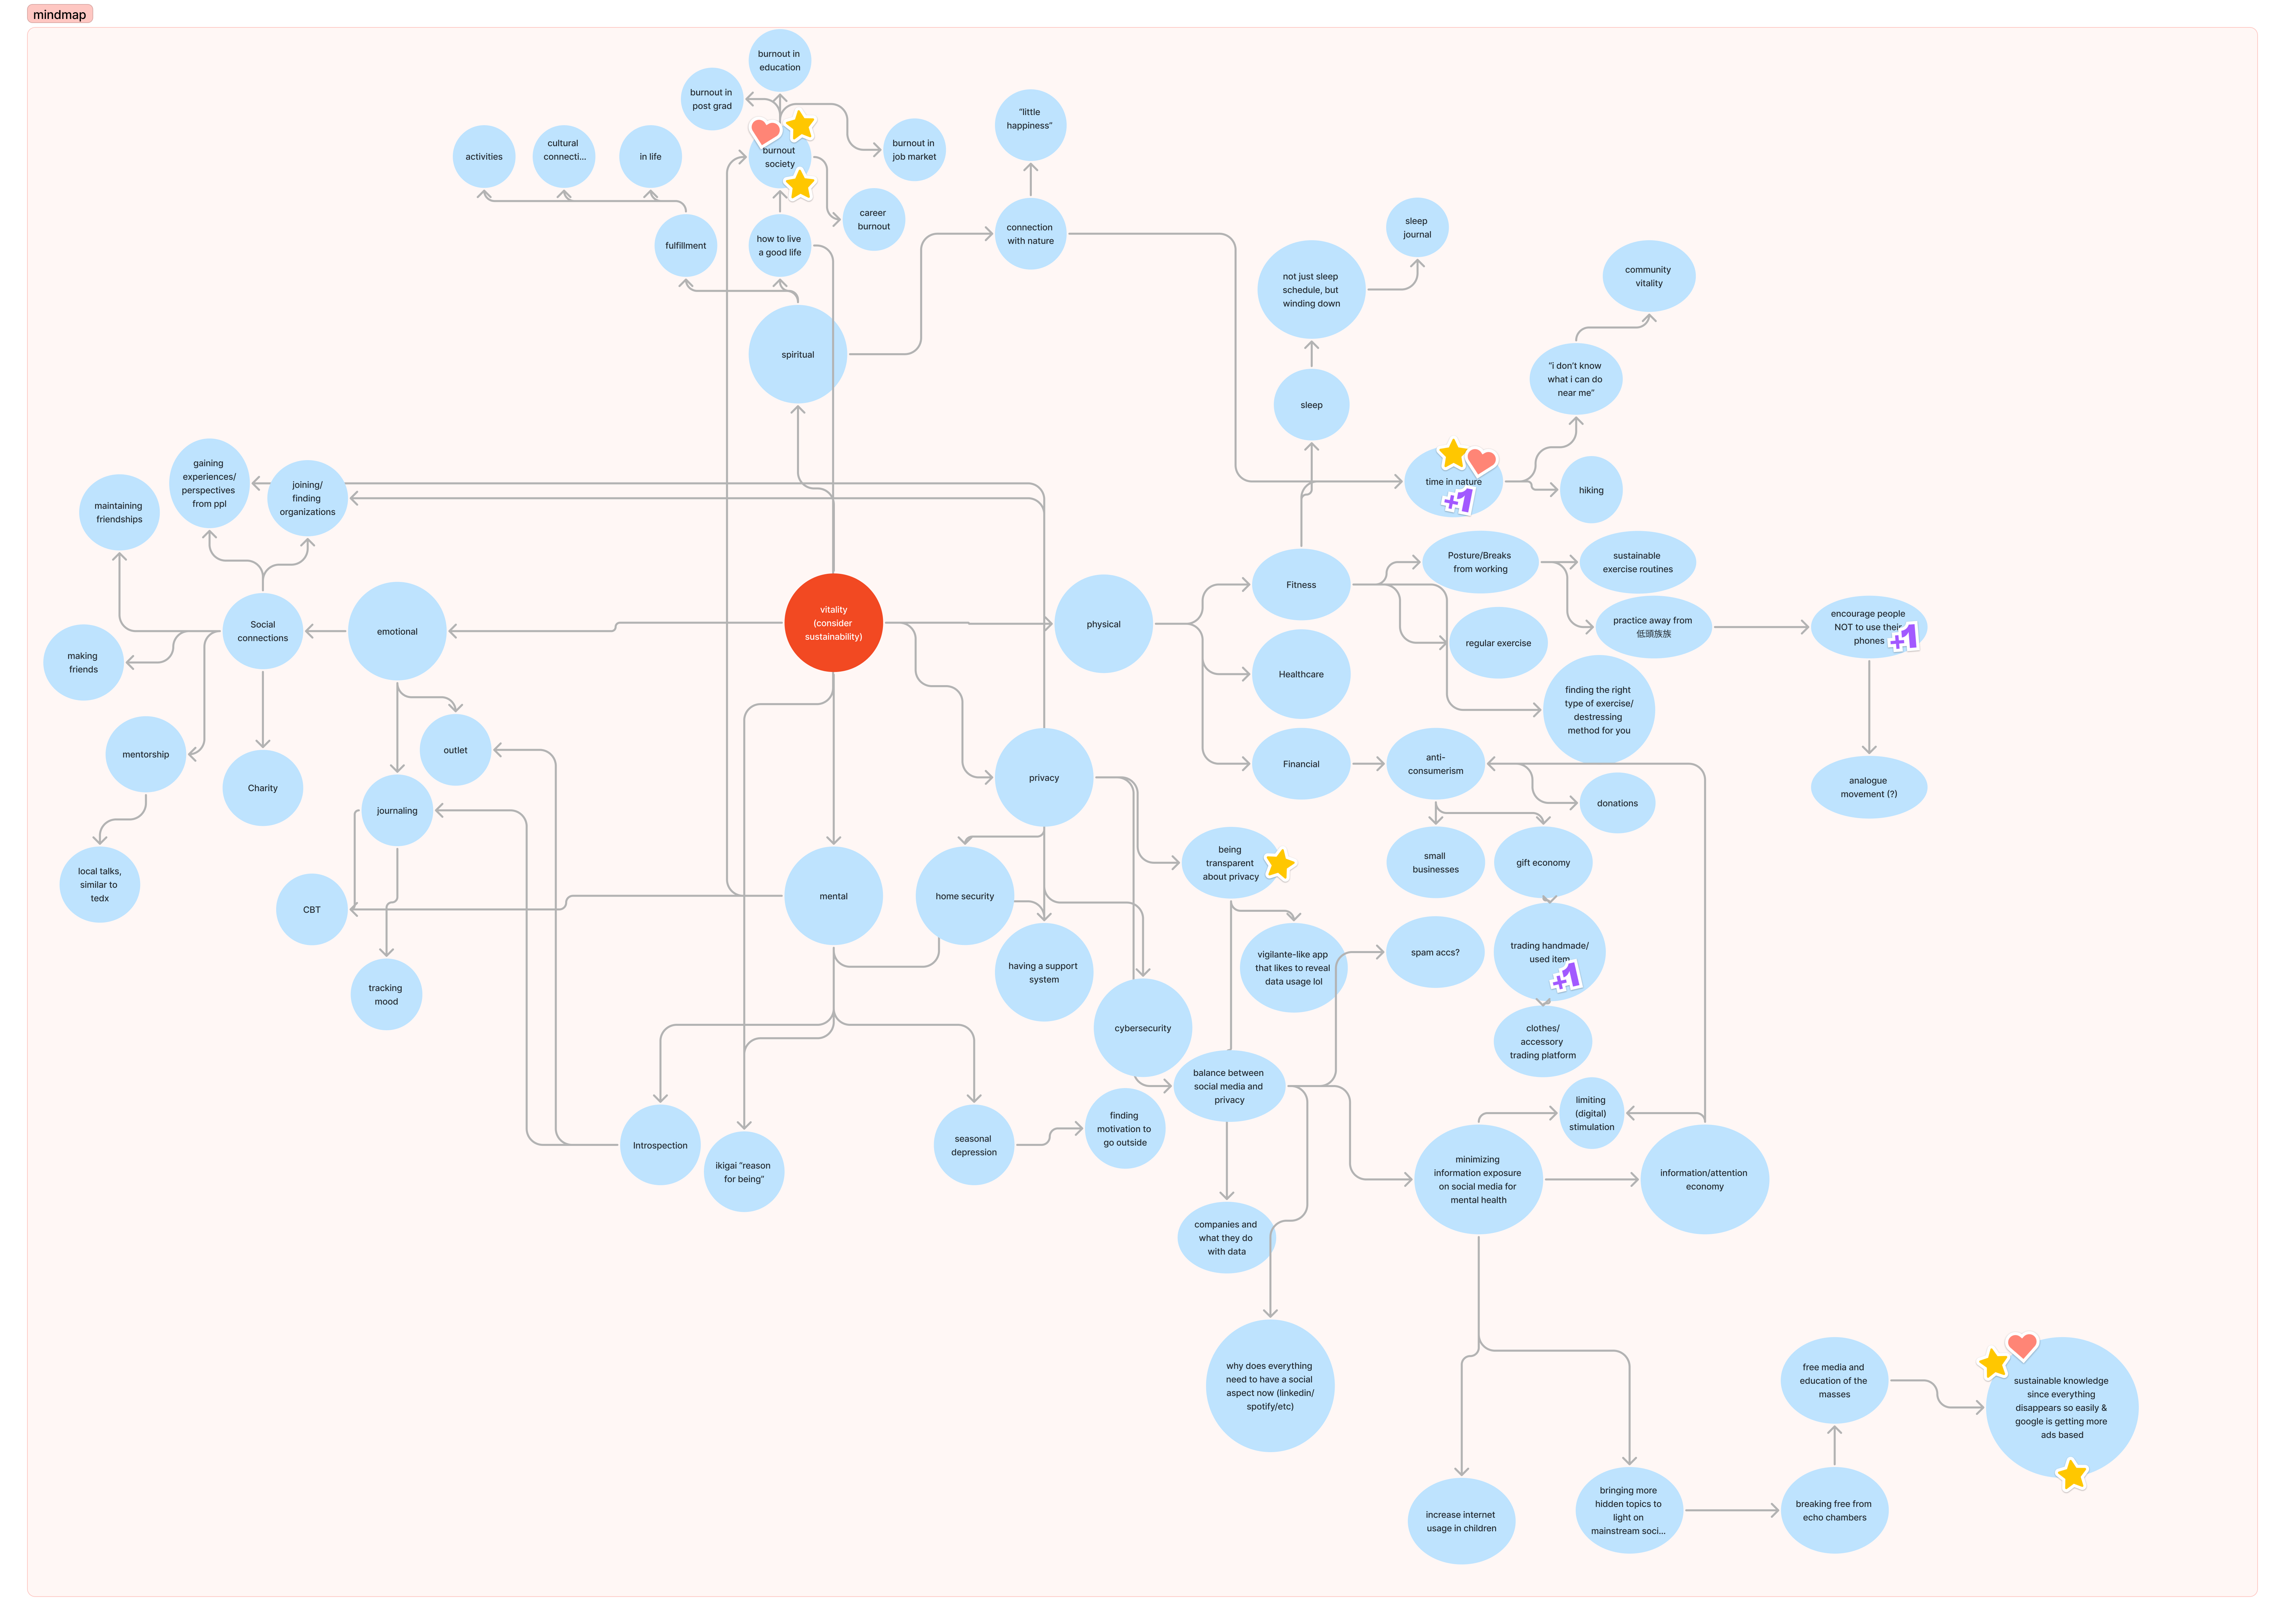 mindmap
burnout in
education
burnout in
post grad
burnout
society
burnout in
job market
career
burnout
activities
cultural
connecti...
in life
fulfillment
how to live
a good life
"little
happiness"
connection
with nature
spiritual
sleep
journal
not just sleep
schedule, but
winding down
sleep
community
vitality
"i don't know
what i can do
near me"
time in nature
+1
hiking
gaining
experiences/
perspectives
from ppl
joining/
finding
organizations
maintaining
friendships
making
friends
Social
connections
emotional
mentorship
Charity
local talks,
similar to
tedx
outlet
journaling
CBT
tracking
mood
vitality
(consider
sustainability)
physical
Fitness
Healthcare
Financial
Posture/Breaks
from working
sustainable
exercise routines
regular exercise
practice away from
低頭族族
encourage people
NOT to use their
phones
+1
analogue
movement (?)
finding the right
type of exercise/
destressing
method for you
anti-
consumerism
donations
small
businesses
gift economy
trading handmade/
used item
+1
clothes/
accessory
trading platform
privacy
mental
home security
having a support
system
cybersecurity
being
transparent
about privacy
vigilante-like app
that likes to reveal
data usage lol
spam accs?
balance between
social media and
privacy
Introspection
ikigai "reason
for being"
seasonal
depression
finding
motivation to
go outside
companies and
what they do
with data
why does everything
need to have a social
aspect now (linkedin/
spotify/etc)
limiting
(digital)
stimulation
minimizing
information exposure
on social media for
mental health
information/attention
economy
increase internet
usage in children
bringing more
hidden topics to
light on
mainstream soci...
breaking free from
echo chambers
free media and
education of the
masses
sustainable knowledge
since everything
disappears so easily &
google is getting more
ads based